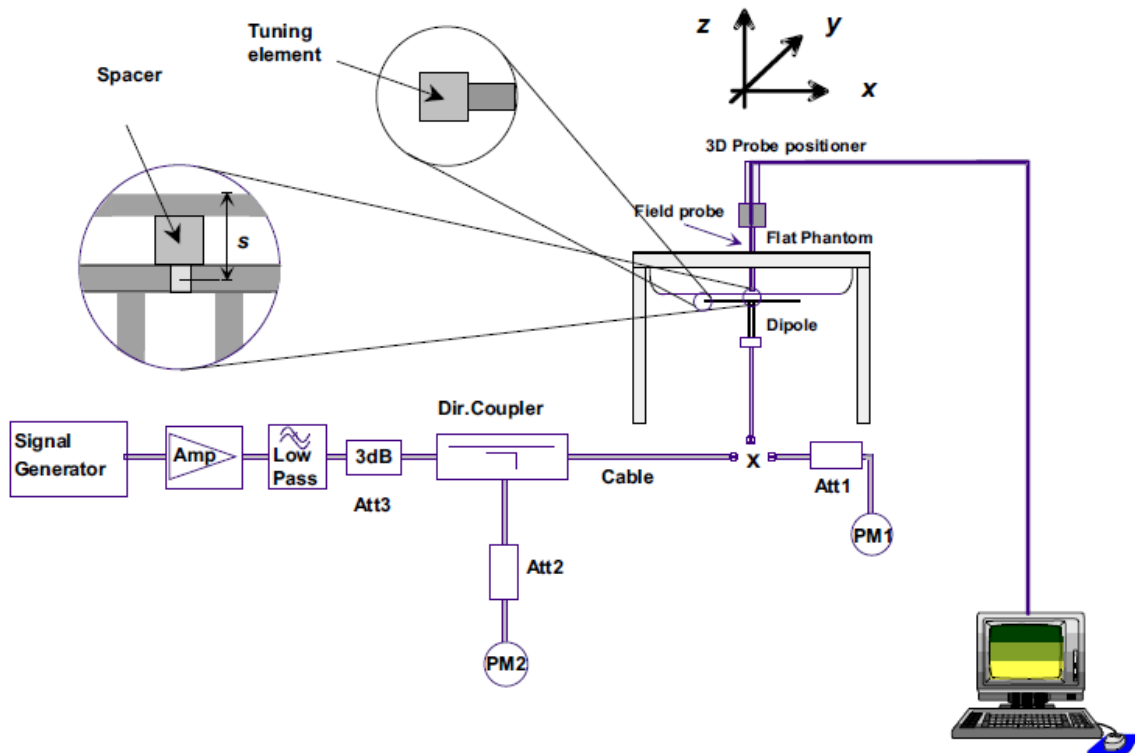 Tuning
element
Spacer
s
z
y
x
3D Probe positioner
Field probe
Flat Phantom
Dipole
Dir.Coupler
Signal
Generator
Amp
Low
Pass
3dB
Att3
Cable
x
Att1
PM1
Att2
PM2